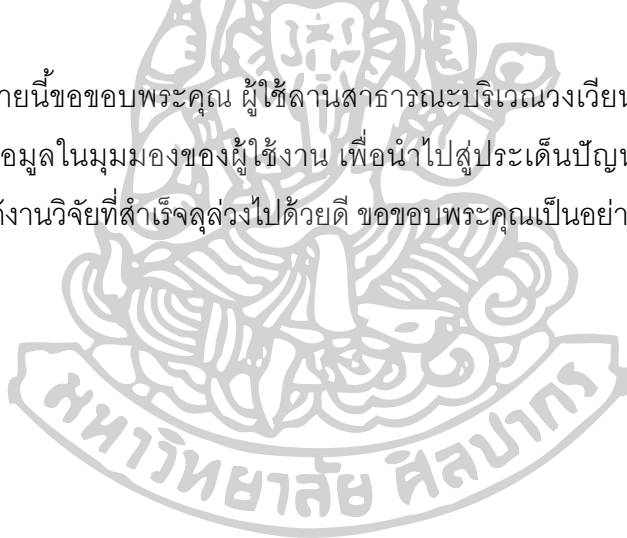 ายนี้ขอขอบพระคุณ ผู้ใช้ลานสาธารณะบริเวณวงเวียน
อมูลในมุมมองของผู้ใช้งาน เพื่อนำไปสู่ประเด็นปัญ
งานวิจัยที่สำเร็จลุล่วงไปด้วยดี ขอขอบพระคุณเป็นอย่า
มหาวิทยาลัย ศิลปากร